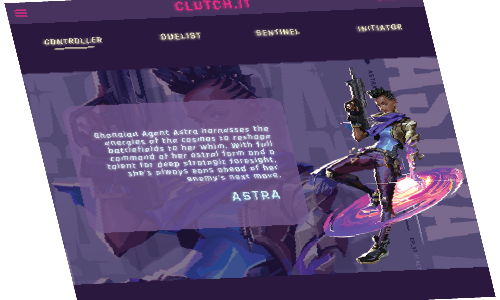 CLUTCH.IT
CONTROLLER DUELIST SENTINEL INITIATOR
Ghanaian Agent Astra harnesses the
energies of the cosmos to reshape
battlefields to her whim. With full
command of her astral form and a
talent for deep strategic foresight,
she's always eons ahead of her
enemy's next move.
ASTRA